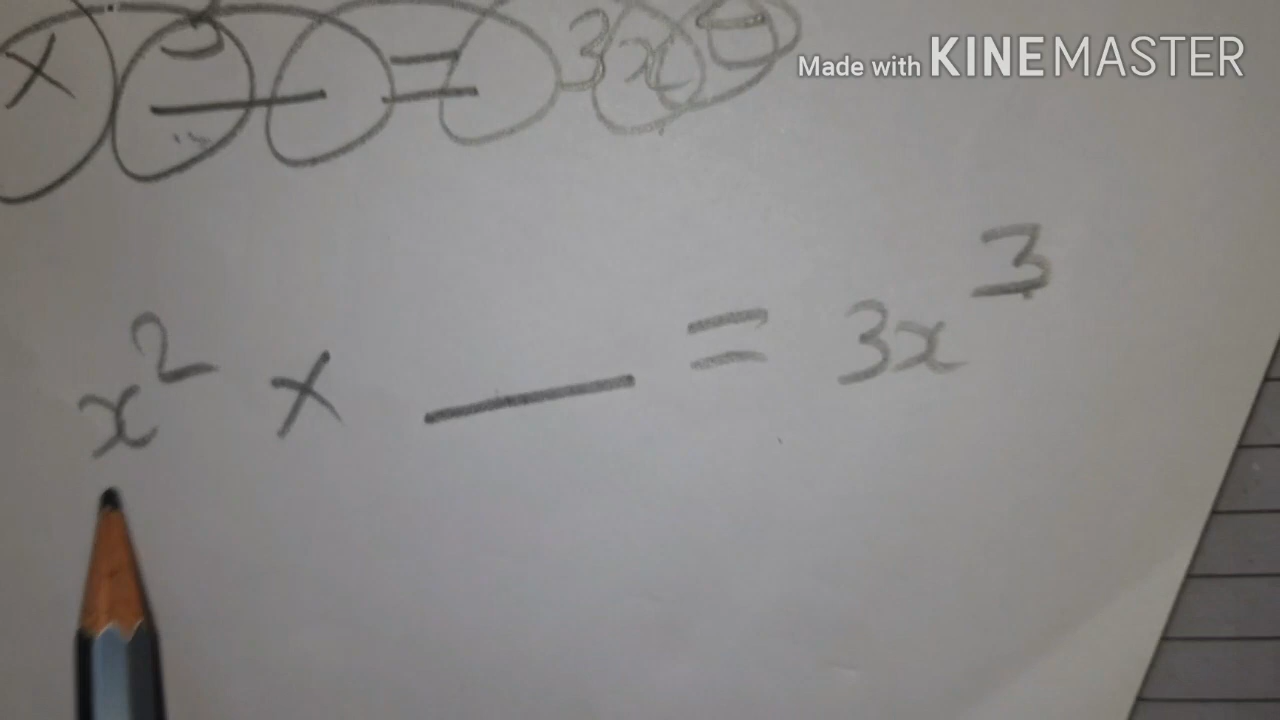 Made with KINEMASTER
x² × ___ = 3x³